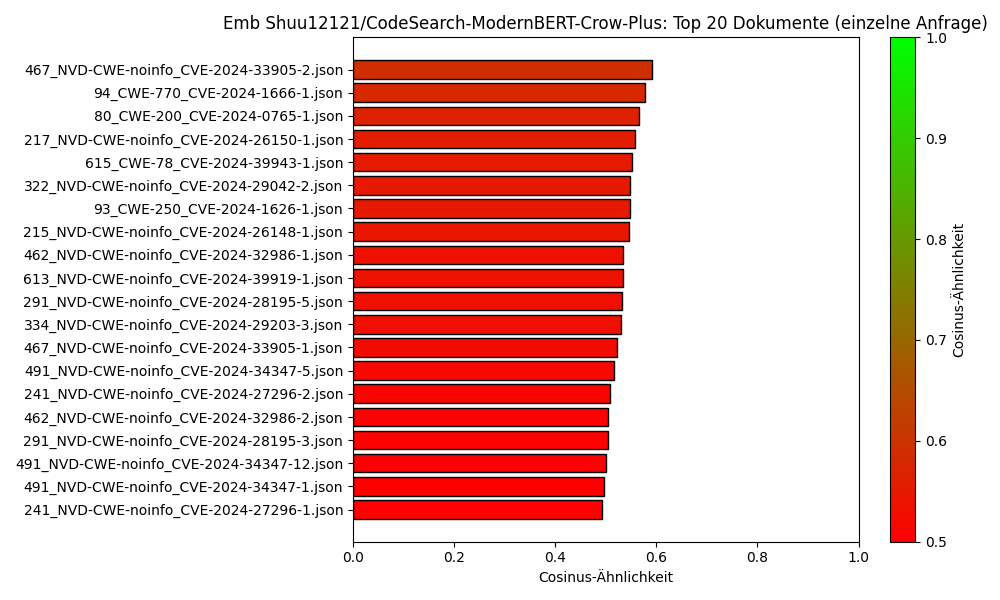 Emb Shuu12121/CodeSearch-ModernBERT-Crow-Plus: Top 20 Dokumente (einzelne Anfrage)
467_NVD-CWE-noinfo_CVE-2024-33905-2.json
94_CWE-770_CVE-2024-1666-1.json
80_CWE-200_CVE-2024-0765-1.json
217_NVD-CWE-noinfo_CVE-2024-26150-1.json
615_CWE-78_CVE-2024-39943-1.json
322_NVD-CWE-noinfo_CVE-2024-29042-2.json
93_CWE-250_CVE-2024-1626-1.json
215_NVD-CWE-noinfo_CVE-2024-26148-1.json
462_NVD-CWE-noinfo_CVE-2024-32986-1.json
613_NVD-CWE-noinfo_CVE-2024-39919-1.json
291_NVD-CWE-noinfo_CVE-2024-28195-5.json
334_NVD-CWE-noinfo_CVE-2024-29203-3.json
467_NVD-CWE-noinfo_CVE-2024-33905-1.json
491_NVD-CWE-noinfo_CVE-2024-34347-5.json
241_NVD-CWE-noinfo_CVE-2024-27296-2.json
462_NVD-CWE-noinfo_CVE-2024-32986-2.json
291_NVD-CWE-noinfo_CVE-2024-28195-3.json
491_NVD-CWE-noinfo_CVE-2024-34347-12.json
491_NVD-CWE-noinfo_CVE-2024-34347-1.json
241_NVD-CWE-noinfo_CVE-2024-27296-1.json
0.0 0.2 0.4 0.6 0.8 1.0
Cosinus-Ähnlichkeit
1.0
0.9
0.8
0.7
0.6
0.5
Cosinus-Ähnlichkeit